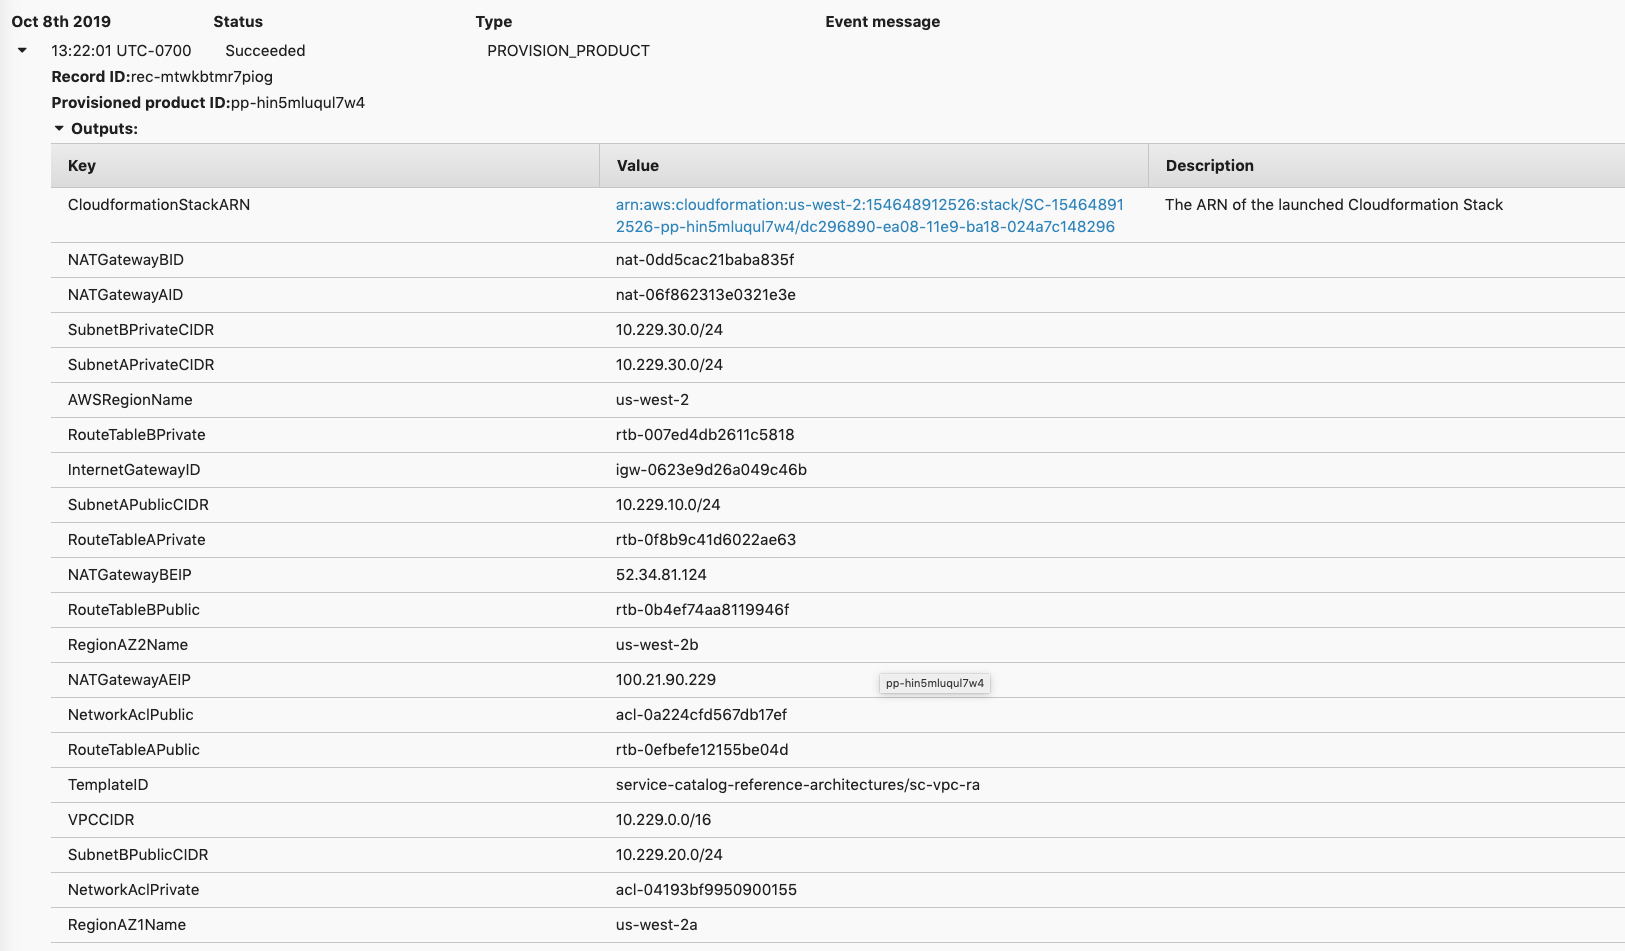 Oct 8th 2019 Status Type Event message
13:22:01 UTC-0700 Succeeded PROVISION_PRODUCT
Record ID:rec-mtwkbtmr7piog
Provisioned product ID:pp-hin5mluqul7w4
Outputs:
Key Value Description
CloudformationStackARN arn:aws:cloudformation:us-west-2:154648912526:stack/SC-15464891 The ARN of the launched Cloudformation Stack
2526-pp-hin5mluqul7w4/dc296890-ea08-11e9-ba18-024a7c148296
NATGatewayBID nat-0dd5cac21baba835f
NATGatewayAID nat-06f862313e0321e3e
SubnetBPrivateCIDR 10.229.30.0/24
SubnetAPrivateCIDR 10.229.30.0/24
AWSRegionName us-west-2
RouteTableBPrivate rtb-007ed4db2611c5818
InternetGatewayID igw-0623e9d26a049c46b
SubnetAPublicCIDR 10.229.10.0/24
RouteTableAPrivate rtb-0f8b9c41d6022ae63
NATGatewayBEIP 52.34.81.124
RouteTableBPublic rtb-0b4ef74aa8119946f
RegionAZ2Name us-west-2b
NATGatewayAEIP 100.21.90.229 pp-hin5mluqul7w4
NetworkAclPublic acl-0a224cfd567db17ef
RouteTableAPublic rtb-0efbefe12155be04d
TemplateID service-catalog-reference-architectures/sc-vpc-ra
VPCCIDR 10.229.0.0/16
SubnetBPublicCIDR 10.229.20.0/24
NetworkAclPrivate acl-04193bf9950900155
RegionAZ1Name us-west-2a